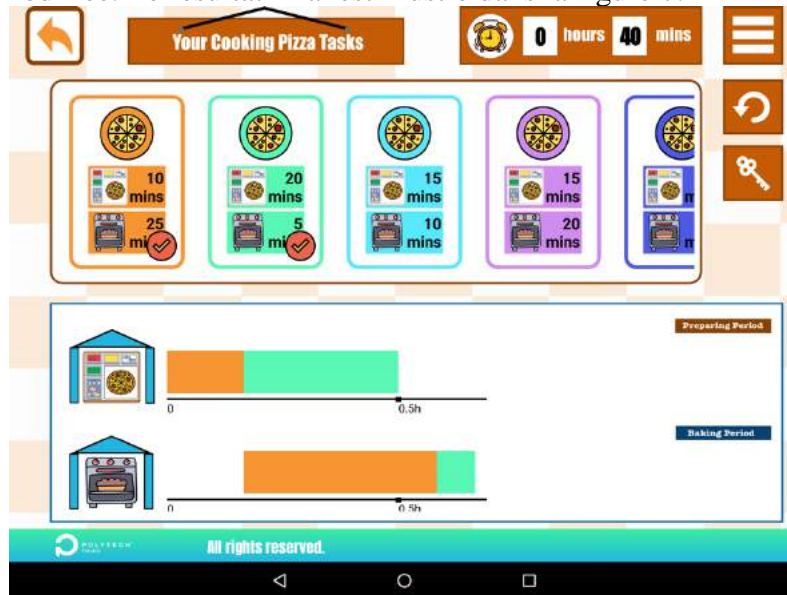 Your Cooking Pizza Tasks
0 hours 40 mins
10 mins
25
20 mins
5
15 mins
10 mins
15 mins
20 mins
Preparing Period
0
0.5h
Baking Period
0
0.5h
POLYTECH
All rights reserved.